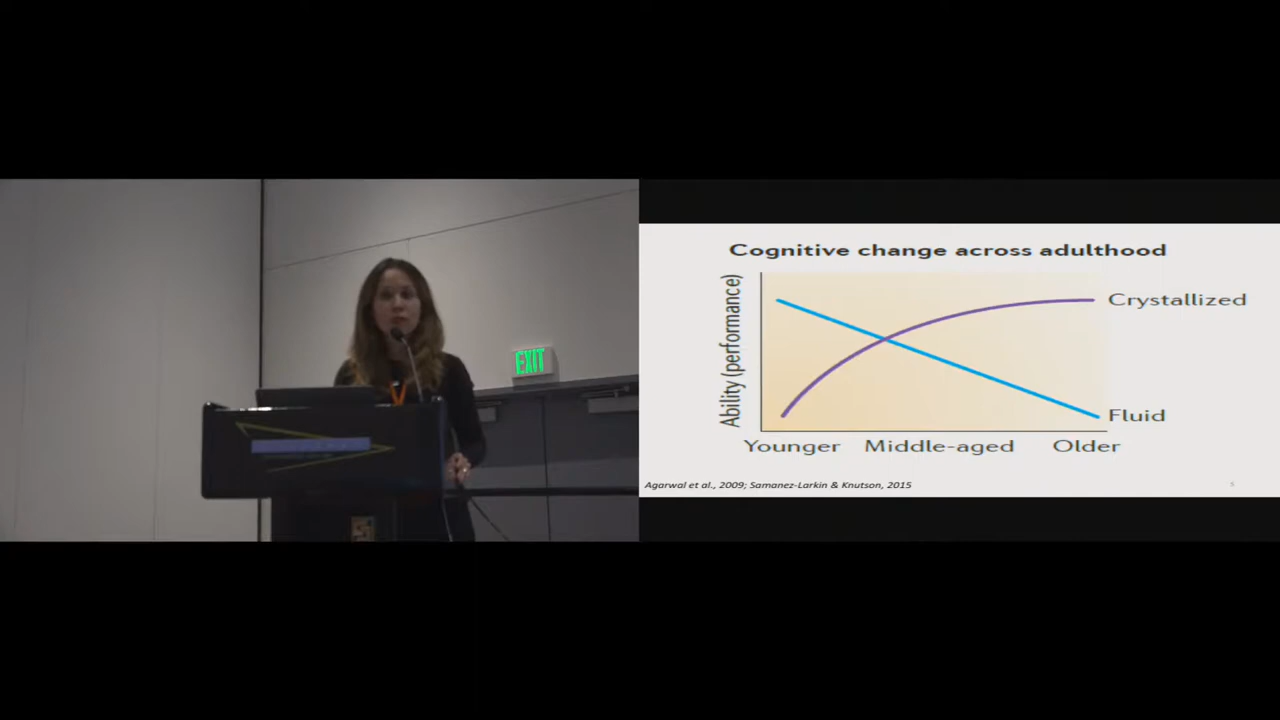 EXIT
Cognitive change across adulthood
Ability (performance)
Crystallized
Fluid
Younger Middle-aged Older
Agarwal et al., 2009; Samanez-Larkin & Knutson, 2015